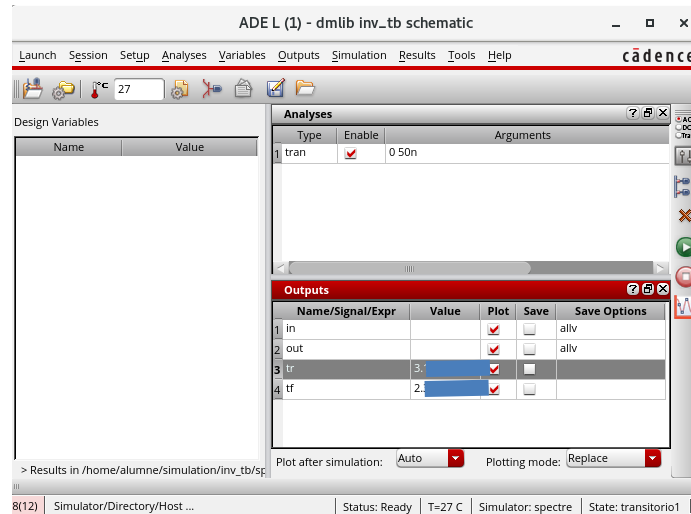 ADE L (1) - dmlib inv_tb schematic
Launch Session Setup Analyses Variables Outputs Simulation Results Tools Help cādence
°C 27
Design Variables
Name Value
Analyses
Type Enable Arguments
1 tran 0 50n
Outputs
Name/Signal/Expr Value Plot Save Save Options
1 in allv
2 out allv
3 tr 3.
4 tf 2.
> Results in /home/alumne/simulation/inv_tb/sp
Plot after simulation: Auto Plotting mode: Replace
8(12) Simulator/Directory/Host ... Status: Ready T=27 C Simulator: spectre State: transitorio1
AC
DC
Tra